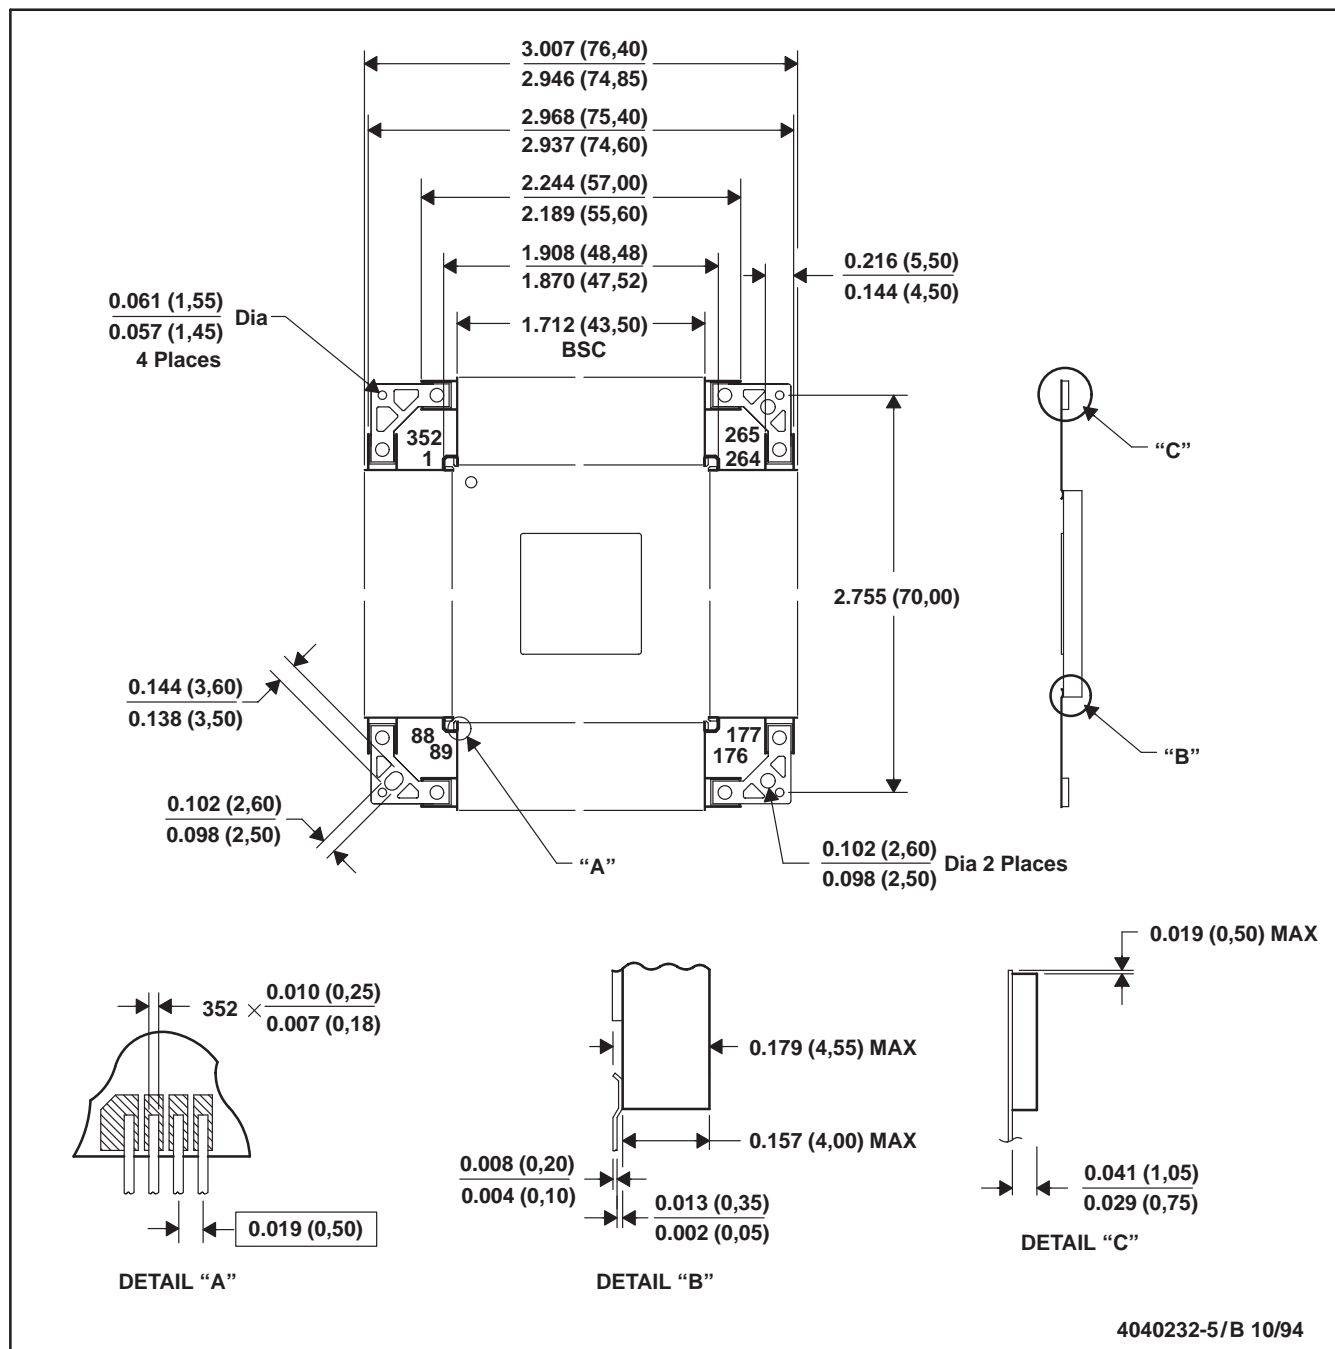 3.007 (76,40)
2.946 (74,85)
2.968 (75,40)
2.937 (74,60)
2.244 (57,00)
2.189 (55,60)
1.908 (48,48)
1.870 (47,52)
0.216 (5,50)
0.144 (4,50)
0.061 (1,55)
0.057 (1,45)
Dia
4 Places
1.712 (43,50)
BSC
352
1
265
264
“C”
2.755 (70,00)
0.144 (3,60)
0.138 (3,50)
88
89
177
176
“B”
0.102 (2,60)
0.098 (2,50)
“A”
0.102 (2,60)
0.098 (2,50)
Dia 2 Places
0.019 (0,50) MAX
352 × 0.010 (0,25)
0.007 (0,18)
0.179 (4,55) MAX
0.157 (4,00) MAX
0.008 (0,20)
0.004 (0,10)
0.013 (0,35)
0.002 (0,05)
0.041 (1,05)
0.029 (0,75)
0.019 (0,50)
DETAIL “A”
DETAIL “B”
DETAIL “C”
4040232-5/B 10/94